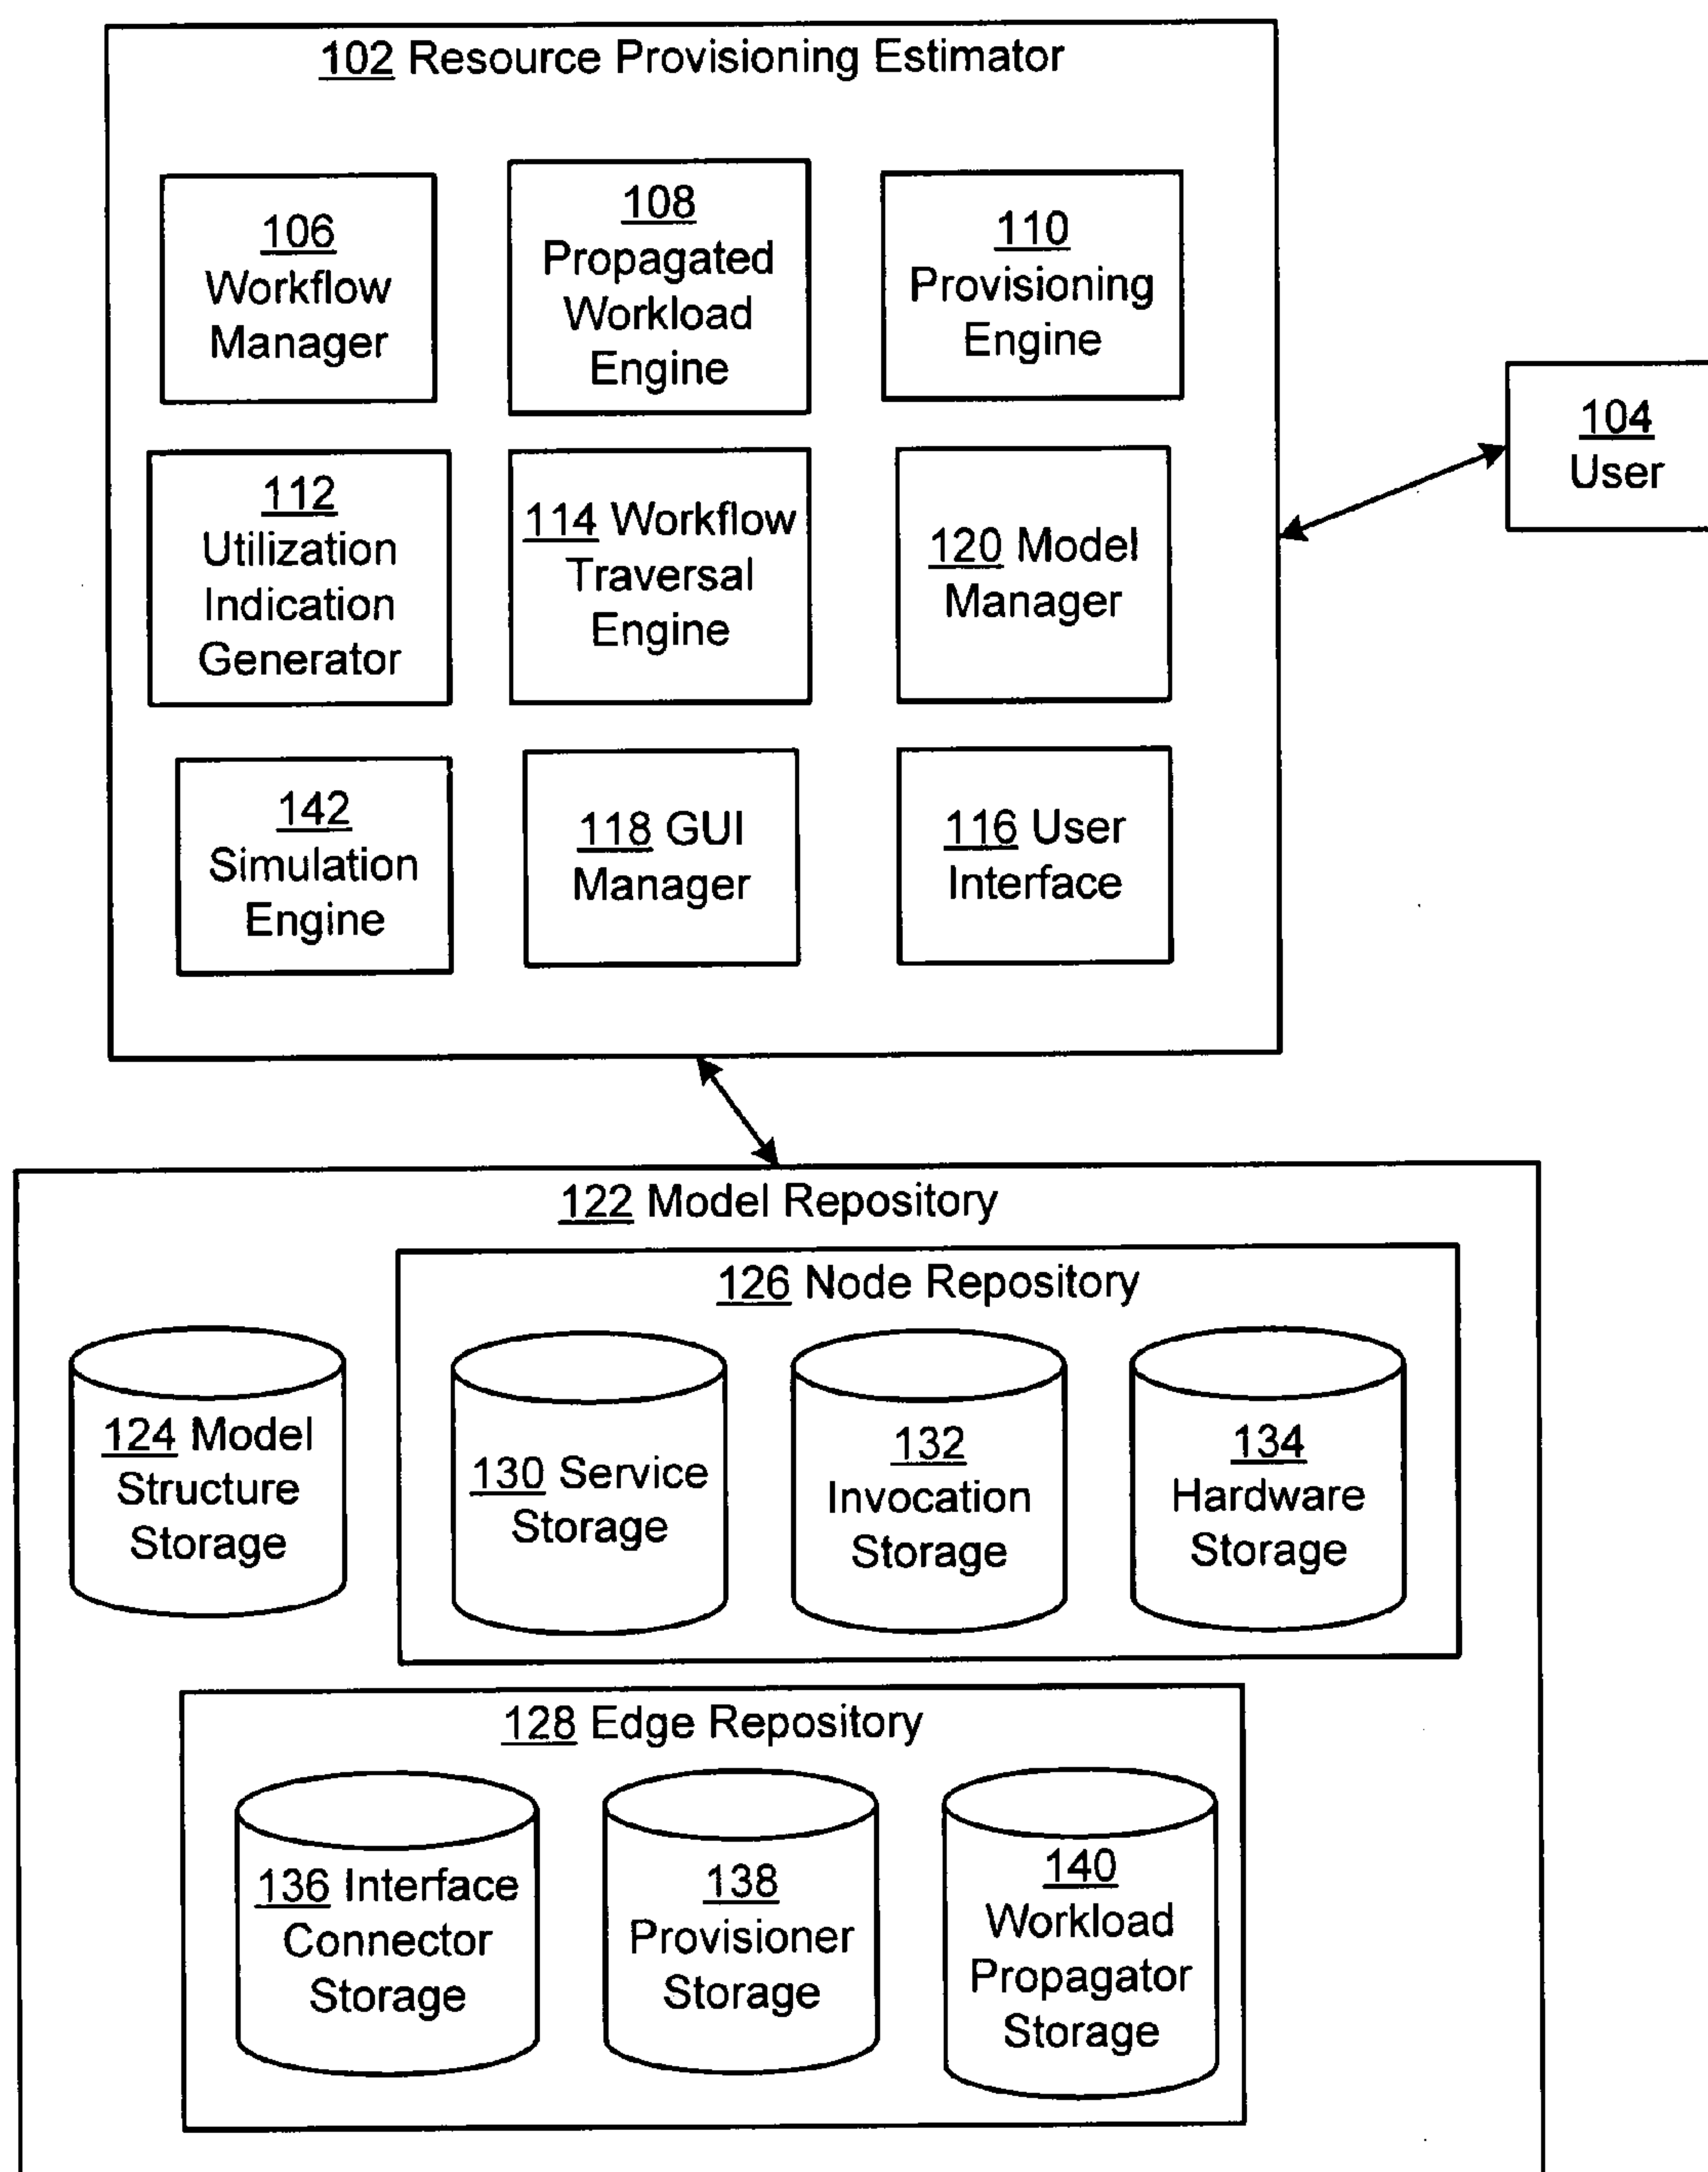 102 Resource Provisioning Estimator
106
Workflow
Manager
108
Propagated
Workload
Engine
110
Provisioning
Engine
104
User
112
Utilization
Indication
Generator
114 Workflow
Traversal
Engine
120 Model
Manager
142
Simulation
Engine
118 GUI
Manager
116 User
Interface
122 Model Repository
126 Node Repository
124 Model
Structure
Storage
130 Service
Storage
132
Invocation
Storage
134
Hardware
Storage
128 Edge Repository
136 Interface
Connector
Storage
138
Provisioner
Storage
140
Workload
Propagator
Storage